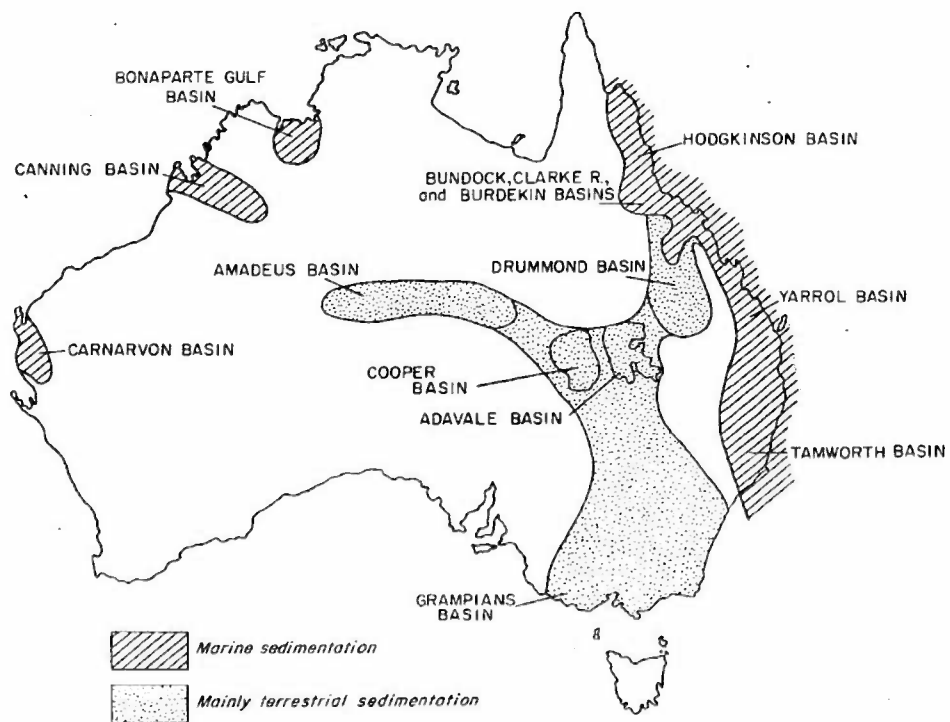 BONAPARTE GULF
BASIN
CANNING BASIN
HODGKINSON BASIN
BUNDOCK, CLARKE R.,
and BURDEKIN BASINS
AMADEUS BASIN
DRUMMOND BASIN
YARROL BASIN
CARNARVON BASIN
COOPER
BASIN
ADAVALE BASIN
TAMWORTH BASIN
GRAMPIANS
BASIN
Marine sedimentation
Mainly terrestrial sedimentation